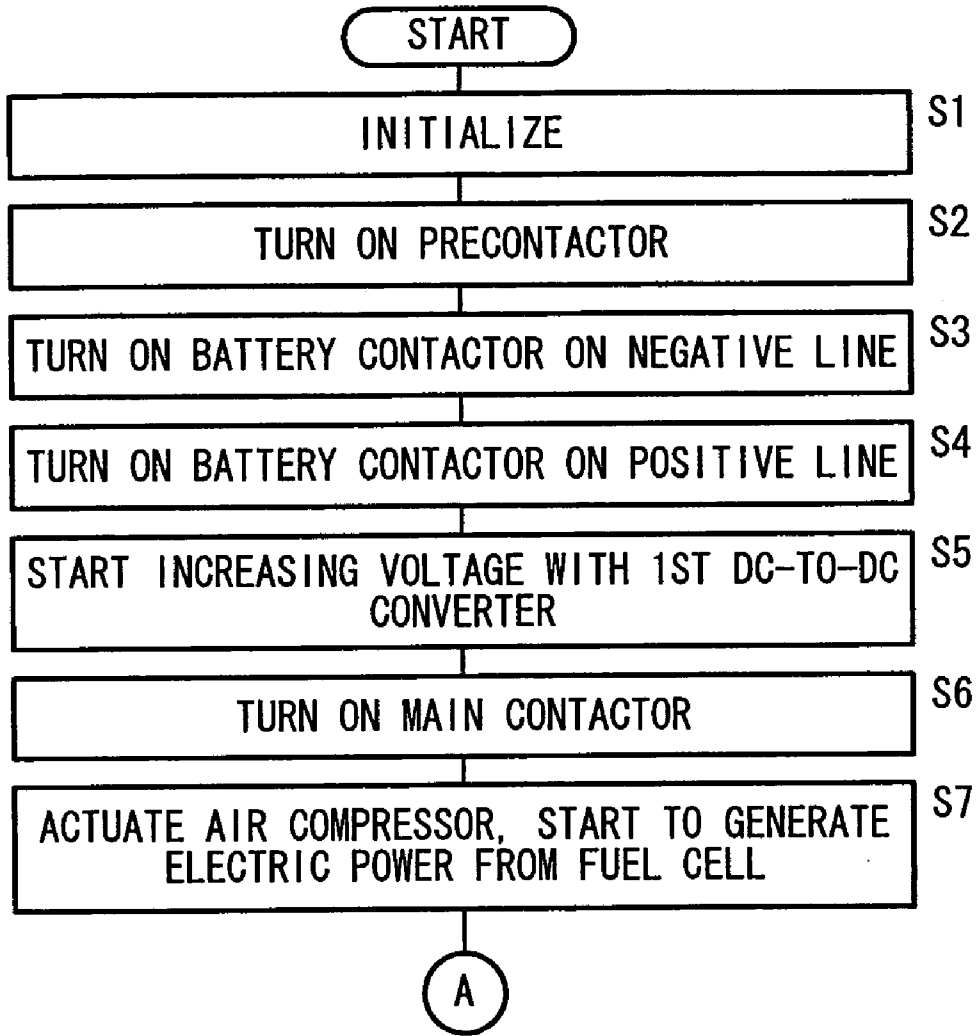 START
S1
INITIALIZE
S2
TURN ON PRECONTACTOR
S3
TURN ON BATTERY CONTACTOR ON NEGATIVE LINE
S4
TURN ON BATTERY CONTACTOR ON POSITIVE LINE
S5
START INCREASING VOLTAGE WITH 1ST DC-TO-DC
CONVERTER
S6
TURN ON MAIN CONTACTOR
S7
ACTUATE AIR COMPRESSOR, START TO GENERATE
ELECTRIC POWER FROM FUEL CELL
A